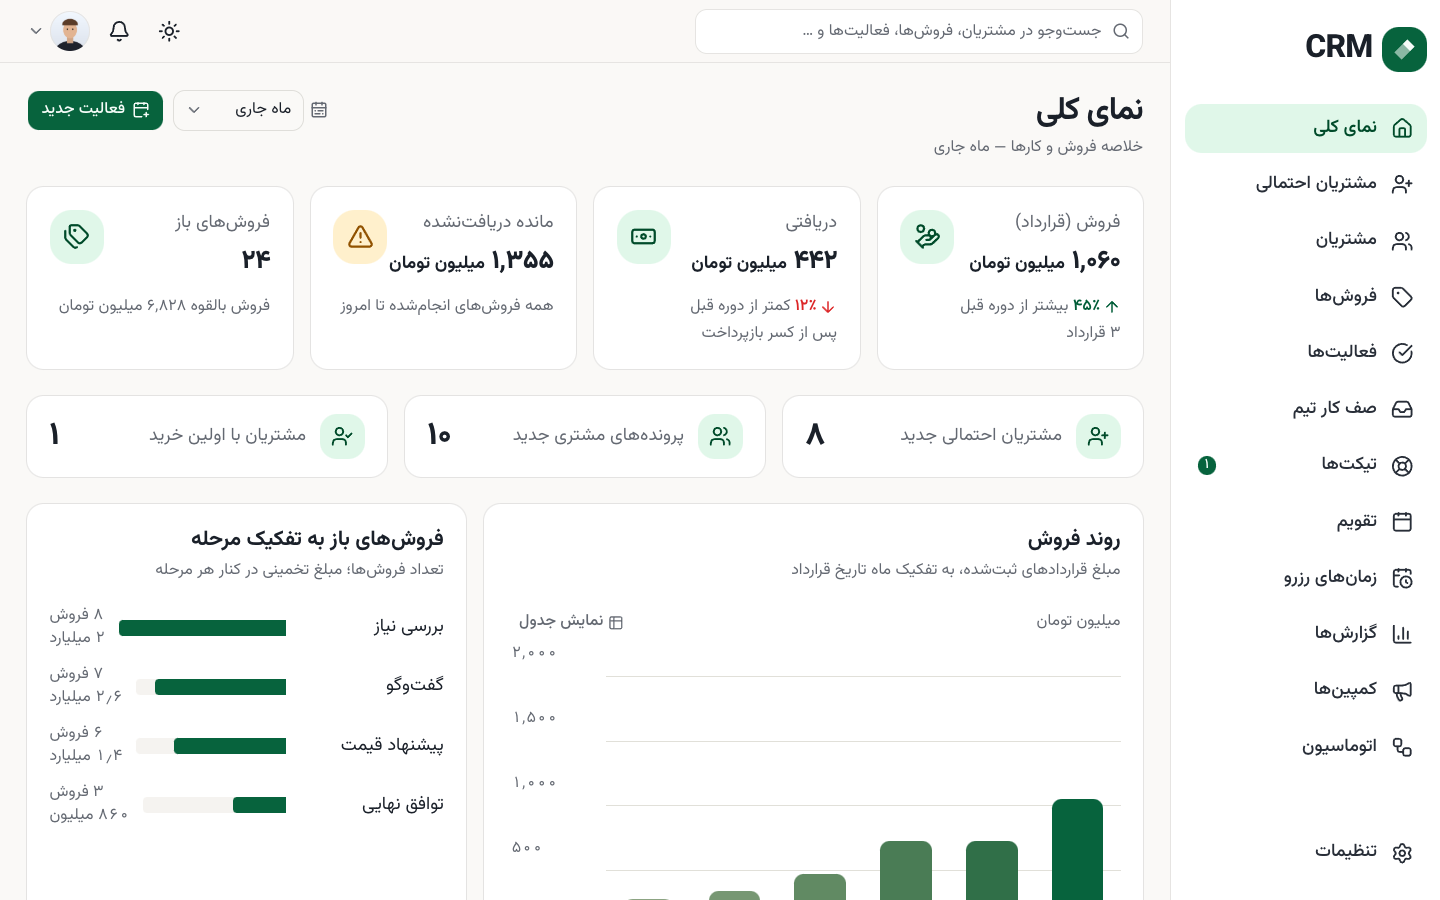 CRM
نمای کلی
مشتریان احتمالی
مشتریان
فروش‌ها
فعالیت‌ها
صف کار تیم
تیکت‌ها
۱
تقویم
زمان‌های رزرو
گزارش‌ها
کمپین‌ها
اتوماسیون
تنظیمات
جست‌وجو در مشتریان، فروش‌ها، فعالیت‌ها و ...
نمای کلی
خلاصه فروش و کارها — ماه جاری
ماه جاری
فعالیت جدید
فروش (قرارداد)
۱,۰۶۰ میلیون تومان
۴۵٪ بیشتر از دوره قبل
۳ قرارداد
دریافتی
۴۴۲ میلیون تومان
۱۲٪ کمتر از دوره قبل
پس از کسر بازپرداخت
مانده دریافت‌نشده
۱,۳۵۵ میلیون تومان
همه فروش‌های انجام‌شده تا امروز
فروش‌های باز
۲۴
فروش بالقوه ۶,۸۲۸ میلیون تومان
مشتریان احتمالی جدید
۸
پرونده‌های مشتری جدید
۱۰
مشتریان با اولین خرید
۱
روند فروش
مبلغ قراردادهای ثبت‌شده، به تفکیک ماه تاریخ قرارداد
میلیون تومان
نمایش جدول
۲,۰۰۰
۱,۵۰۰
۱,۰۰۰
۵۰۰
فروش‌های باز به تفکیک مرحله
تعداد فروش‌ها؛ مبلغ تخمینی در کنار هر مرحله
بررسی نیاز
۸ فروش
۲ میلیارد
گفت‌وگو
۷ فروش
۲٫۶ میلیارد
پیشنهاد قیمت
۶ فروش
۱٫۴ میلیارد
توافق نهایی
۳ فروش
۸۶۰ میلیون